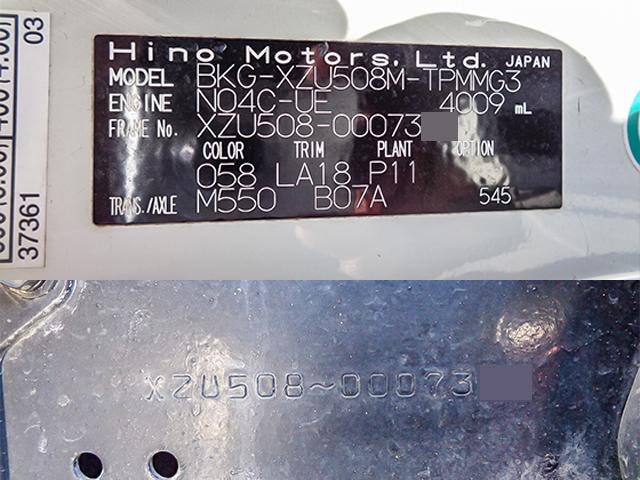 03
37361
Hino Motors, Ltd. JAPAN
MODEL BKG-XZU508M-TPMMG3
ENGINE N04C-UE 4009 mL
FRAME No. XZU508-00073
COLOR TRIM PLANT OPTION
058 LA18 P11
TRANS./AXLE M550 B07A 545
XZU508~00073